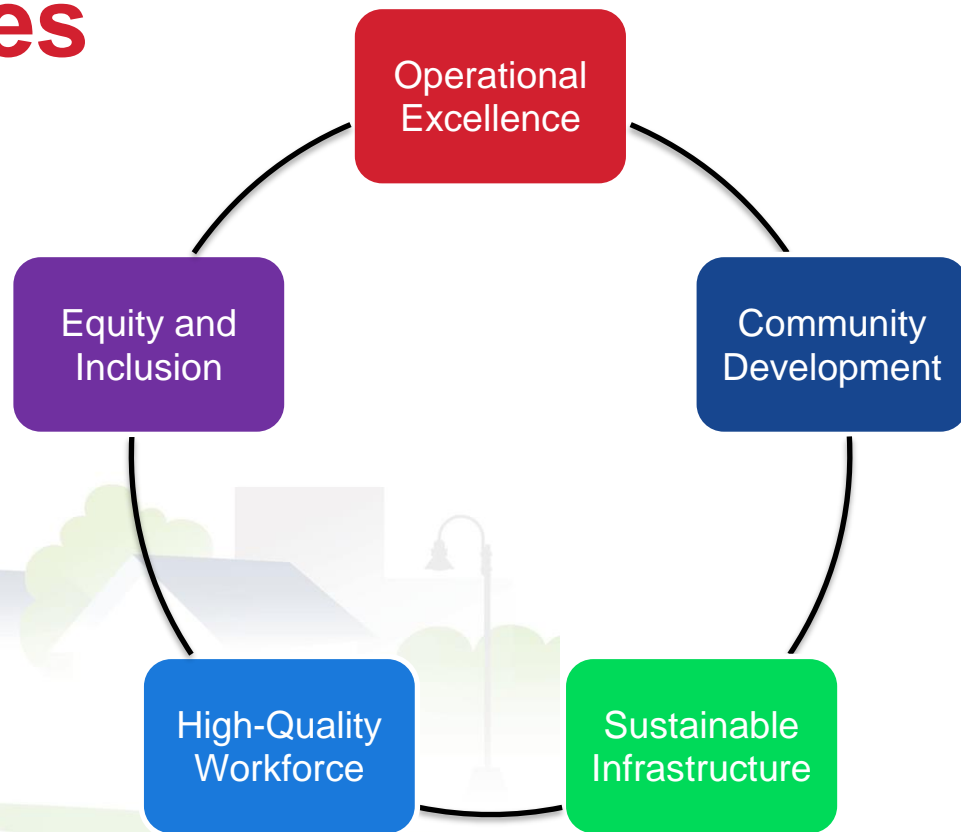 es
Operational
Excellence
Community
Development
Sustainable
Infrastructure
High-Quality
Workforce
Equity and
Inclusion